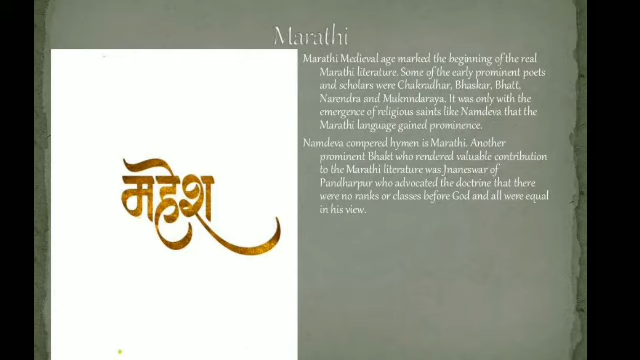 Marathi
महेश
Marathi Medieval age marked the beginning of the real
Marathi literature. Some of the early prominent poets
and scholars were Chakradhar, Bhaskar, Bhatt,
Narendra and Muknndaraya. It was only with the
emergence of religious saints like Namdeva that the
Marathi language gained prominence.
Namdeva compered hymen is Marathi. Another
prominent Bhakt who rendered valuable contribution
to the Marathi literature was Jnaneswar of
Pandharpur who advocated the doctrine that there
were no ranks or classes before God and all were equal
in his view.